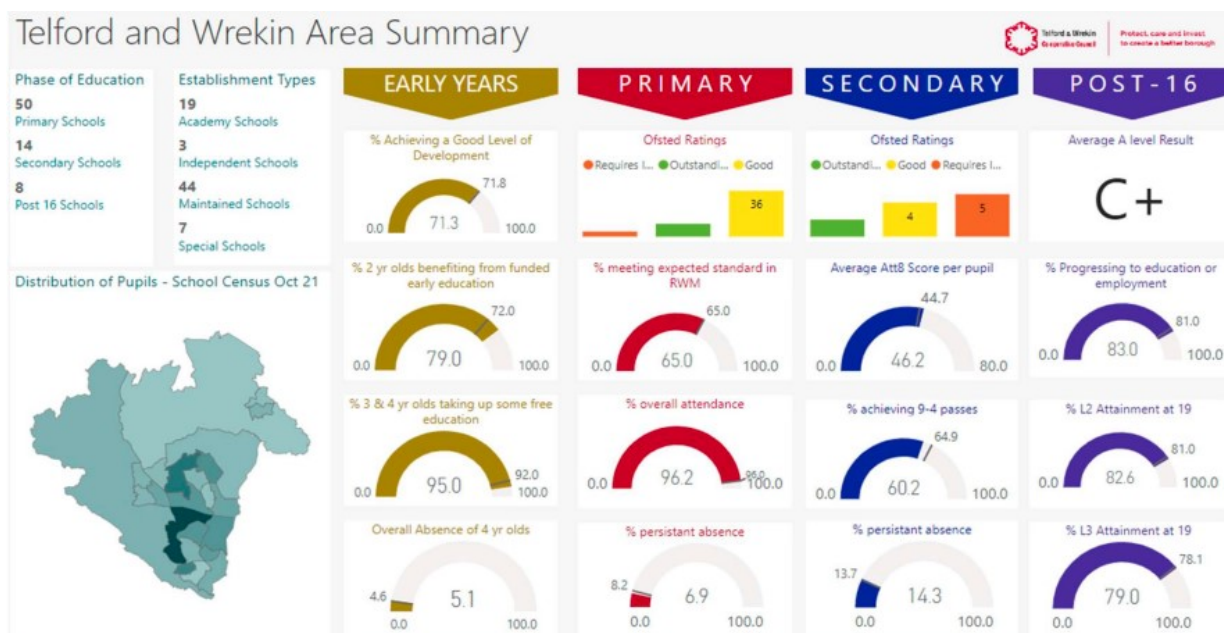 Telford and Wrekin Area Summary
Telford & Wrekin
Co-operative Council
Protect, care and invest
to create a better borough
Phase of Education
50
Primary Schools
14
Secondary Schools
8
Post 16 Schools
Establishment Types
19
Academy Schools
3
Independent Schools
44
Maintained Schools
7
Special Schools
Distribution of Pupils - School Census Oct 21
EARLY YEARS
% Achieving a Good Level of
Development
71.8
71.3
0.0
100.0
% 2 yr olds benefiting from funded
early education
72.0
79.0
0.0
100.0
% 3 & 4 yr olds taking up some free
education
92.0
95.0
0.0
100.0
Overall Absence of 4 yr olds
4.6
5.1
0.0
100.0
PRIMARY
Ofsted Ratings
Requires I... Outstandi... Good
36
% meeting expected standard in
RWM
65.0
65.0
0.0
100.0
% overall attendance
96.0
96.2
0.0
100.0
% persistant absence
8.2
6.9
0.0
100.0
SECONDARY
Ofsted Ratings
Outstandi... Good Requires I...
4
5
Average Att8 Score per pupil
44.7
46.2
0.0
80.0
% achieving 9-4 passes
64.9
60.2
0.0
100.0
% persistant absence
13.7
14.3
0.0
100.0
POST-16
Average A level Result
C+
% Progressing to education or
employment
81.0
83.0
0.0
100.0
% L2 Attainment at 19
81.0
82.6
0.0
100.0
% L3 Attainment at 19
78.1
79.0
0.0
100.0